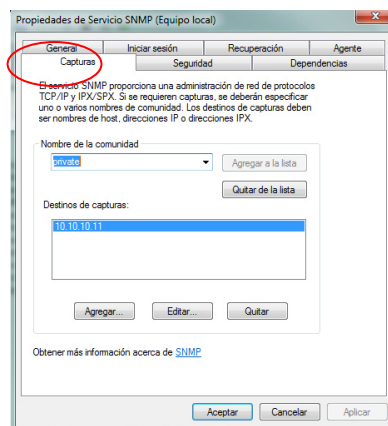 Propiedades de Servicio SNMP (Equipo local)
General Iniciar sesión Recuperación Agente
Capturas Seguridad Dependencias
El servicio SNMP proporciona una administración de red de protocolos
TCP/IP y IPX/SPX. Si se requieren capturas, se deberán especificar
uno o varios nombres de comunidad. Los destinos de capturas deben
ser nombres de host, direcciones IP o direcciones IPX.
Nombre de la comunidad
private
Agregar a la lista
Quitar de la lista
Destinos de capturas:
10.10.10.11
Agregar... Editar... Quitar
Obtener más información acerca de SNMP
Aceptar Cancelar Aplicar